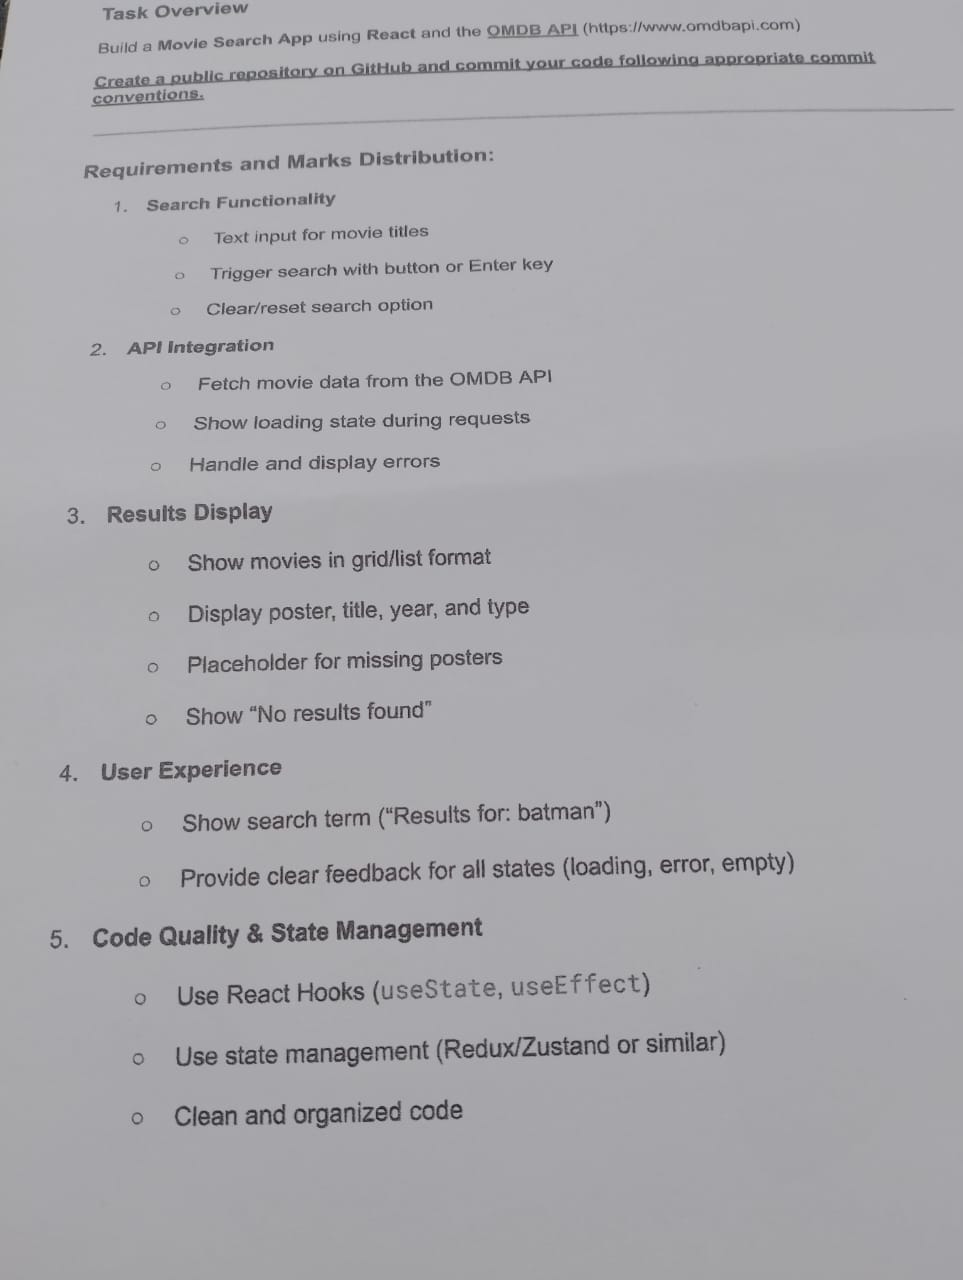 Task Overview
Build a Movie Search App using React and the OMDB API (https://www.omdbapi.com)
Create a public repository on GitHub and commit your code following appropriate commit
conventions.
Requirements and Marks Distribution:
1. Search Functionality
○ Text input for movie titles
○ Trigger search with button or Enter key
○ Clear/reset search option
2. API Integration
○ Fetch movie data from the OMDB API
○ Show loading state during requests
○ Handle and display errors
3. Results Display
○ Show movies in grid/list format
○ Display poster, title, year, and type
○ Placeholder for missing posters
○ Show “No results found”
4. User Experience
○ Show search term (“Results for: batman”)
○ Provide clear feedback for all states (loading, error, empty)
5. Code Quality & State Management
○ Use React Hooks (useState, useEffect)
○ Use state management (Redux/Zustand or similar)
○ Clean and organized code